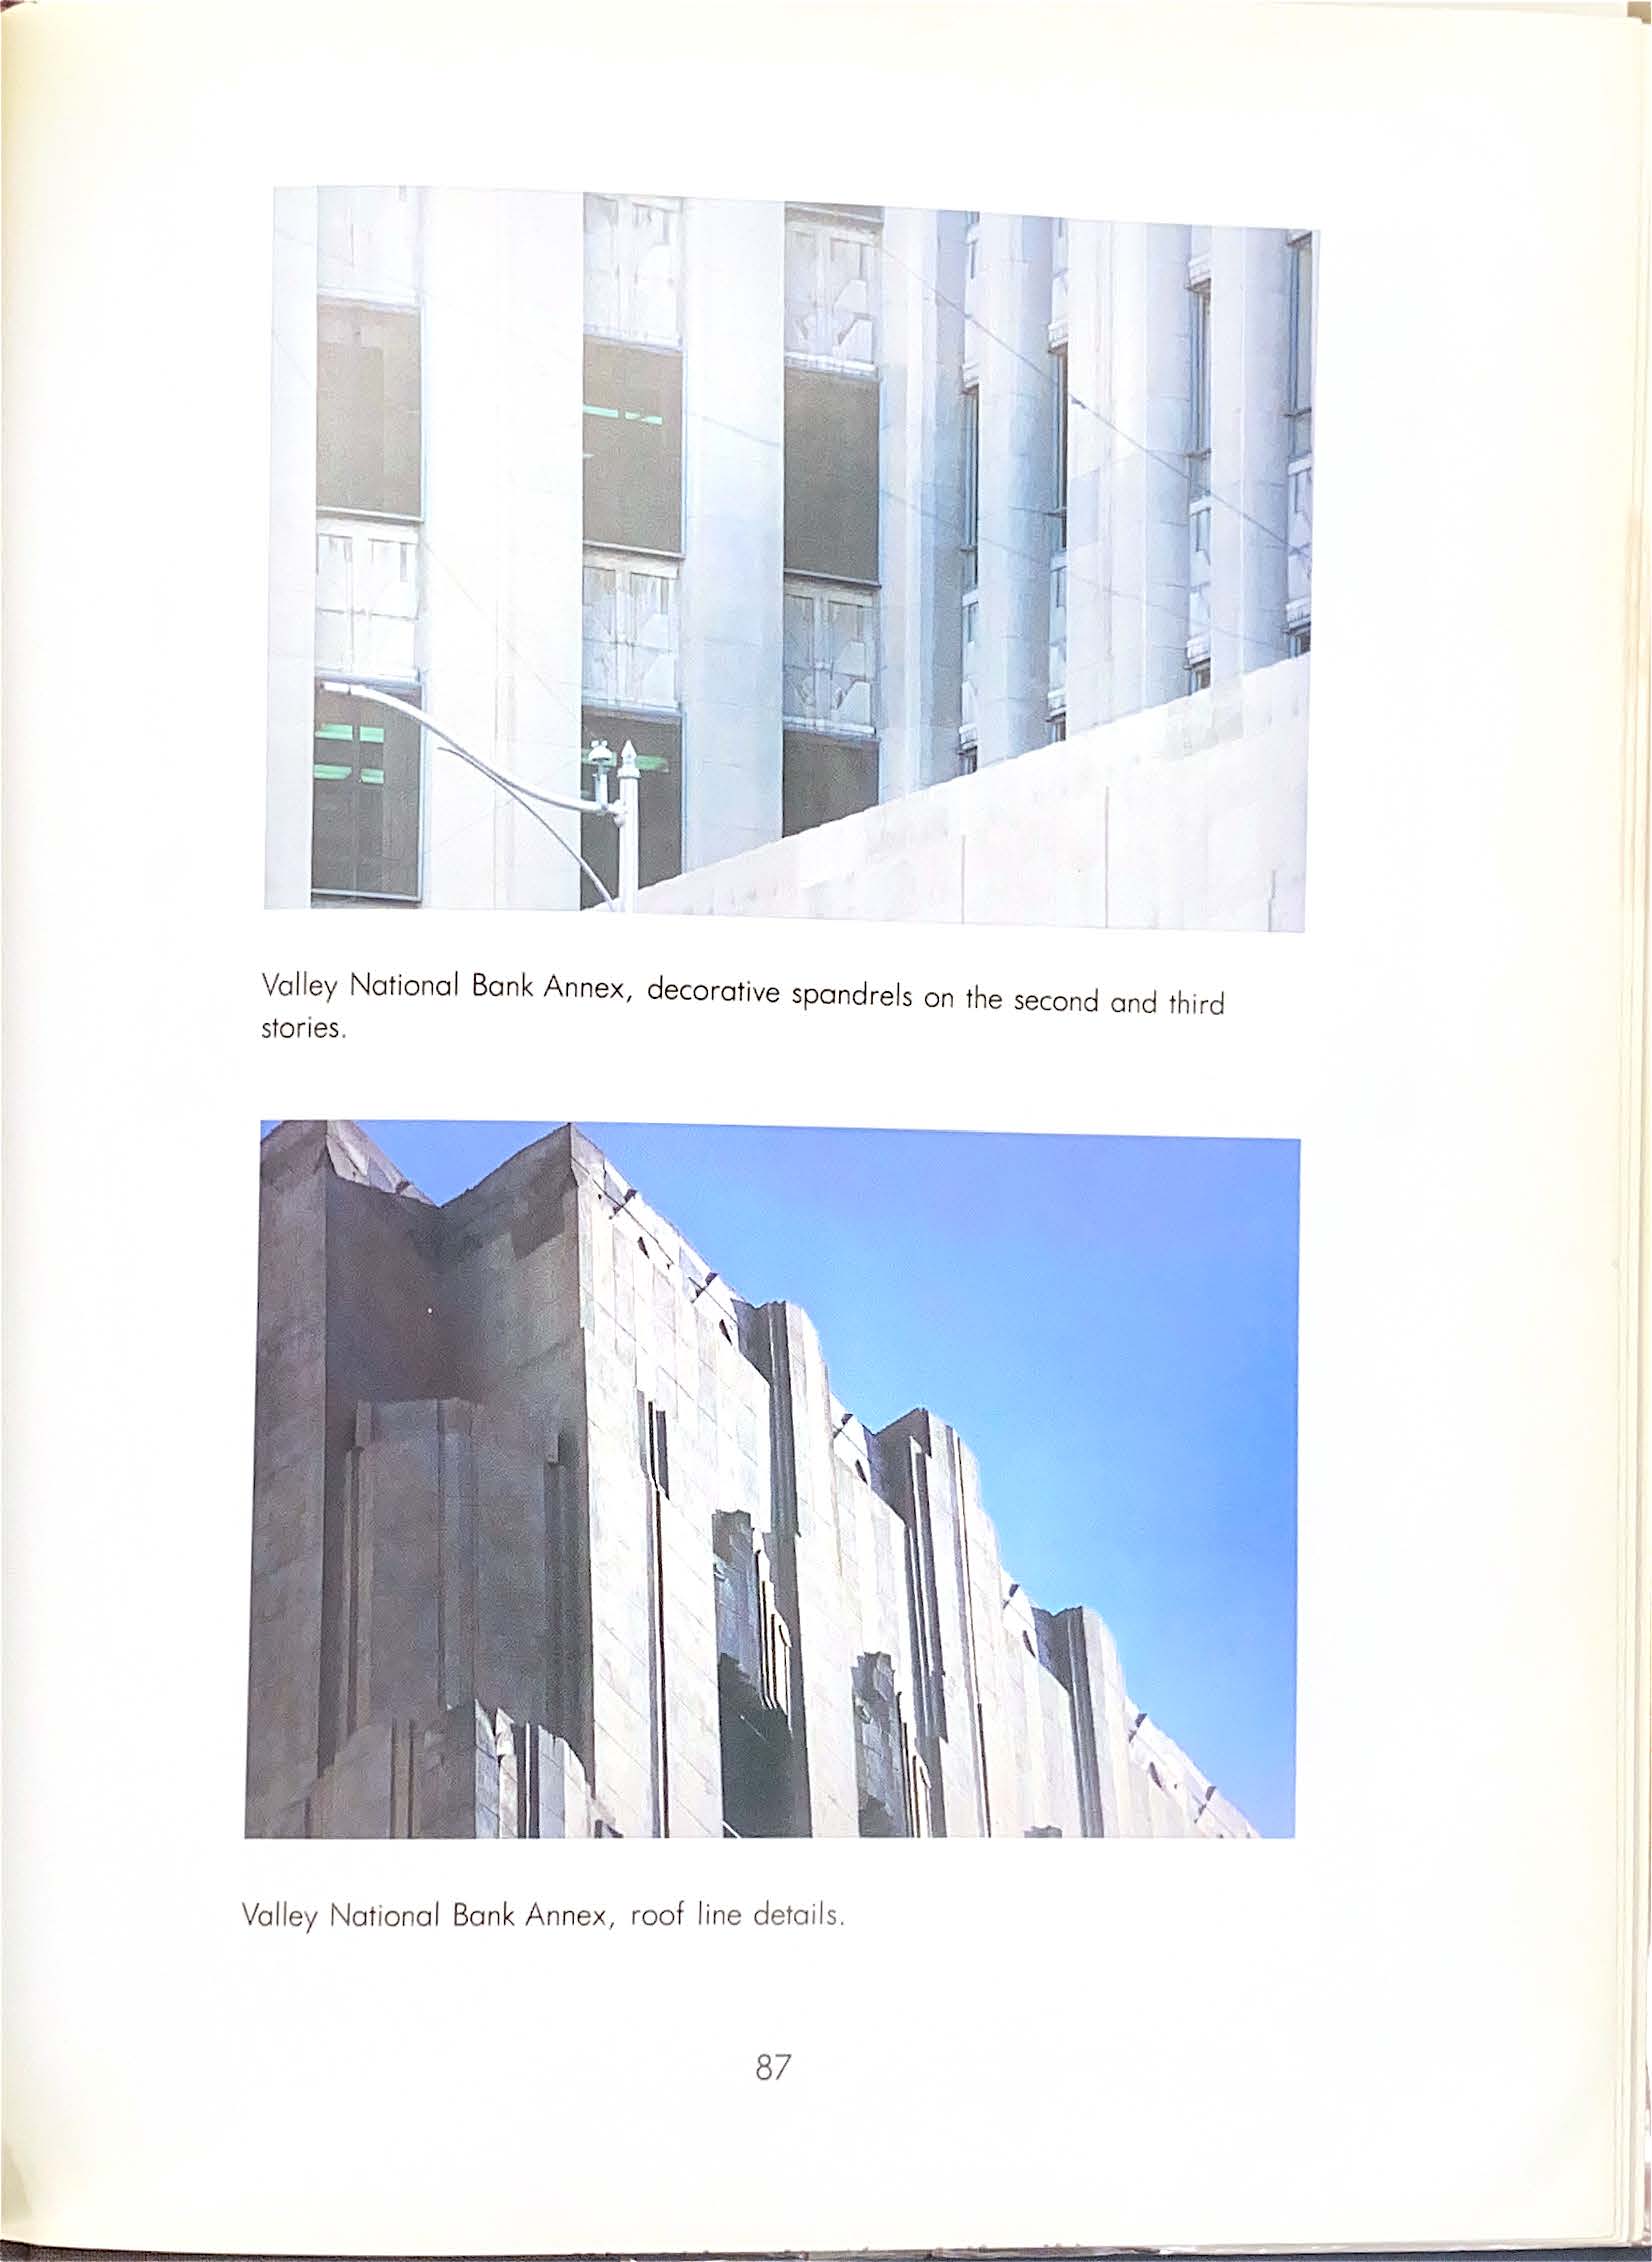 Valley National Bank Annex, decorative spandrels on the second and third
stories.
Valley National Bank Annex, roof line details.
87